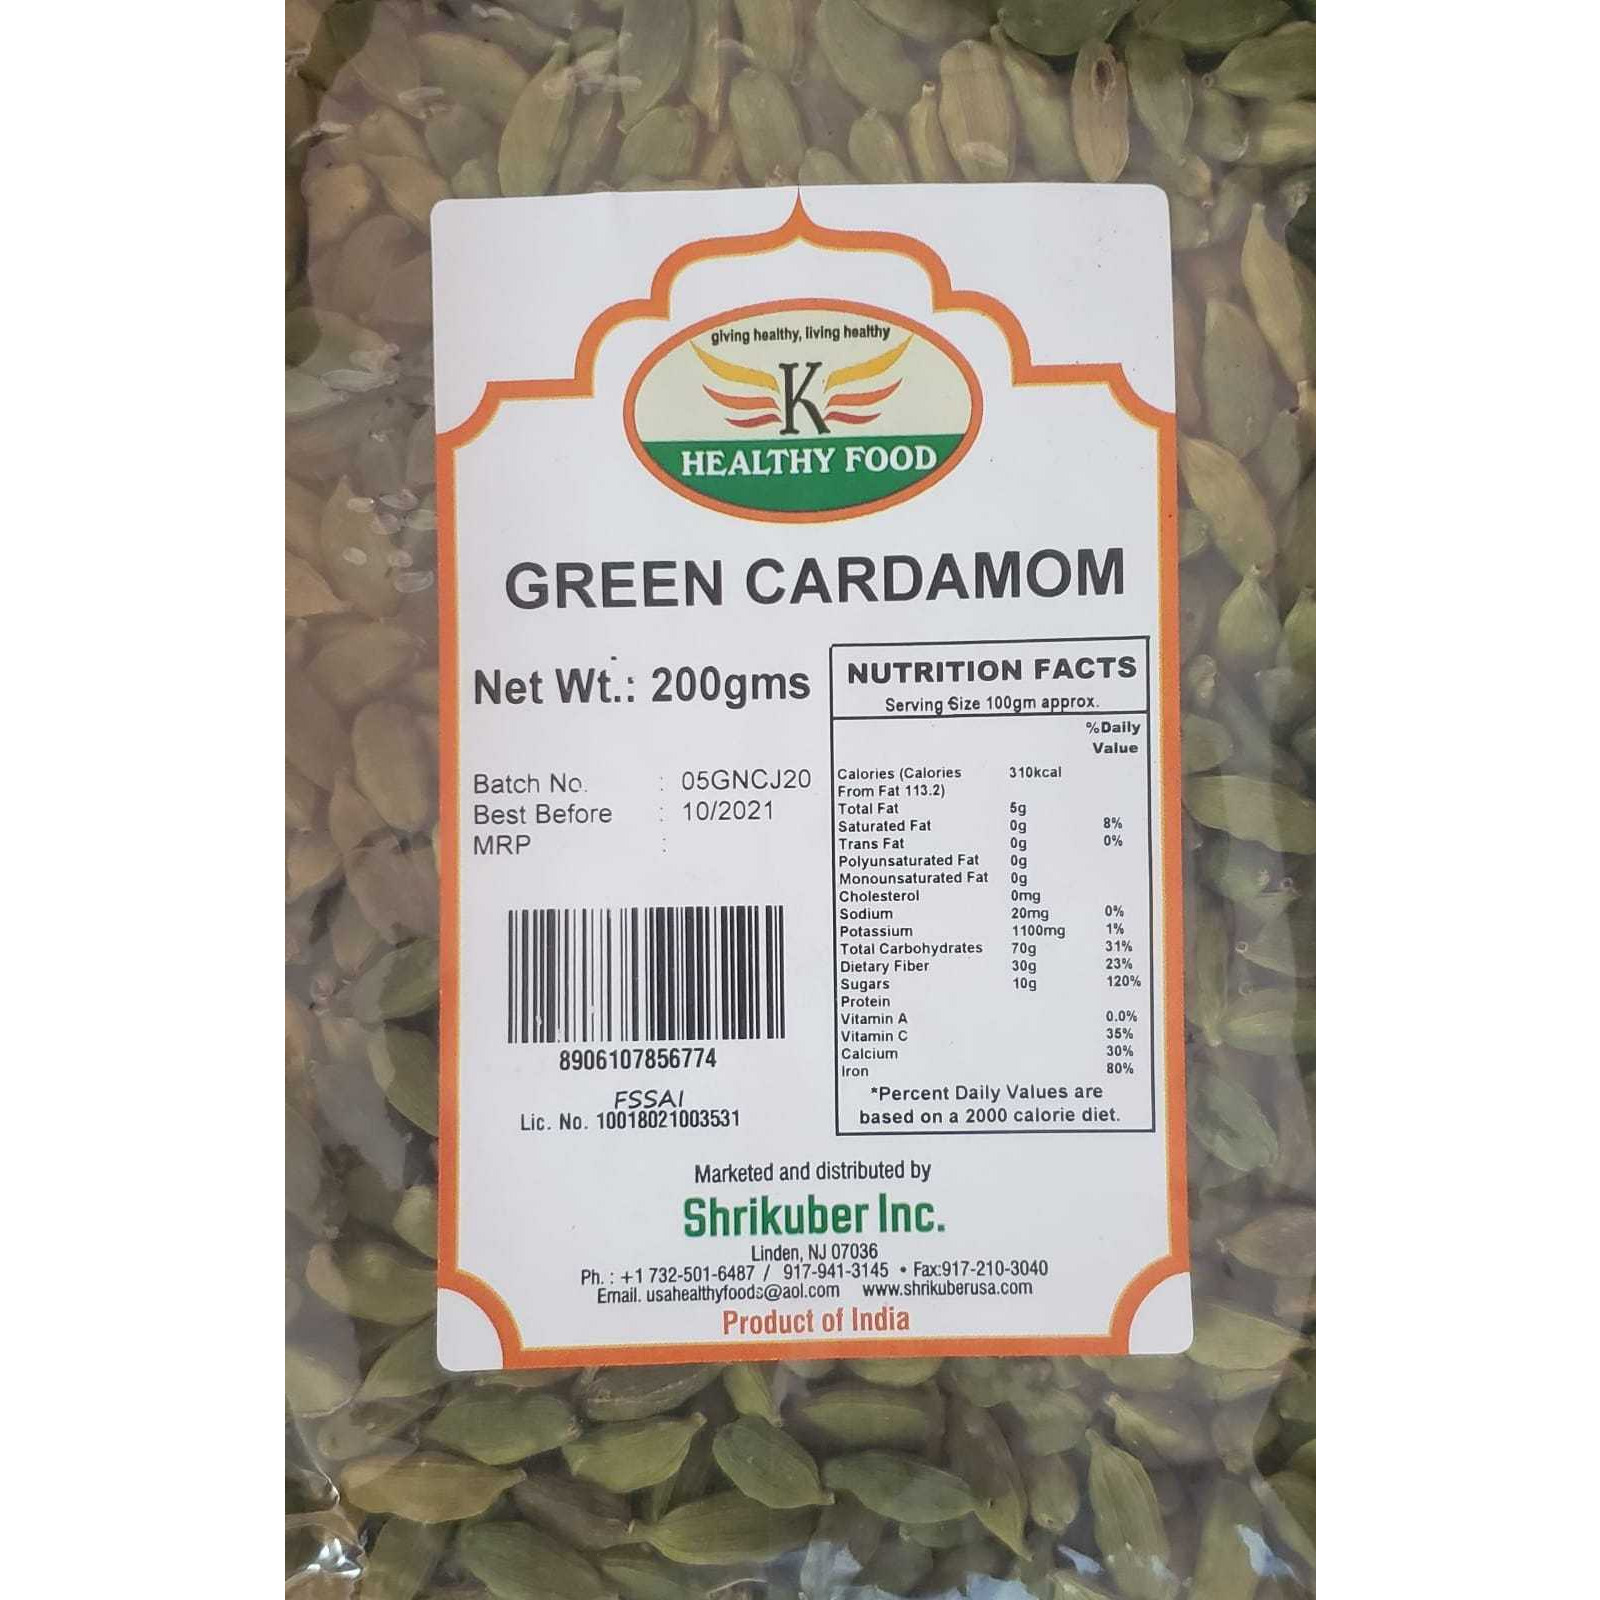 giving healthy, living healthy
K
HEALTHY FOOD
GREEN CARDAMOM
Net Wt.: 200gms
Batch No. : 05GNCJ20
Best Before : 10/2021
MRP :
8906107856774
FSSAI
Lic. No. 10018021003531
NUTRITION FACTS
Serving Size 100gm approx.
%Daily
Value
Calories (Calories 310kcal
From Fat 113.2)
Total Fat 5g
Saturated Fat 0g 8%
Trans Fat 0g 0%
Polyunsaturated Fat 0g
Monounsaturated Fat 0g
Cholesterol 0mg
Sodium 20mg 0%
Potassium 1100mg 1%
Total Carbohydrates 70g 31%
Dietary Fiber 30g 23%
Sugars 10g 120%
Protein
Vitamin A 0.0%
Vitamin C 35%
Calcium 30%
Iron 80%
*Percent Daily Values are
based on a 2000 calorie diet.
Marketed and distributed by
Shrikuber Inc.
Linden, NJ 07036
Ph. : +1 732-501-6487 / 917-941-3145 • Fax:917-210-3040
Email. usahealthyfoods@aol.com www.shrikuberusa.com
Product of India